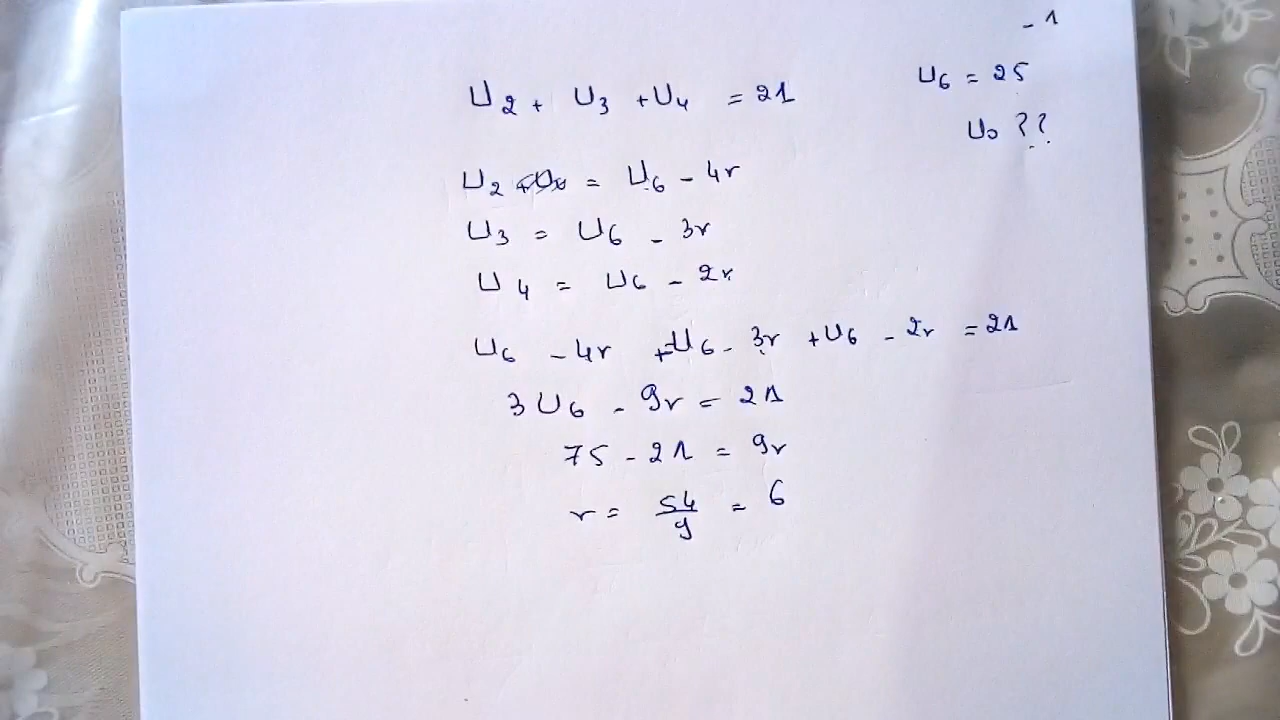 - 1
U6 = 25
U2 + U3 + U4 = 21
U0 ??
U2 = U6 - 4r
U3 = U6 - 3r
U4 = U6 - 2r
U6 - 4r + U6 - 3r + U6 - 2r = 21
3U6 - 9r = 21
75 - 21 = 9r
r = 54/9 = 6